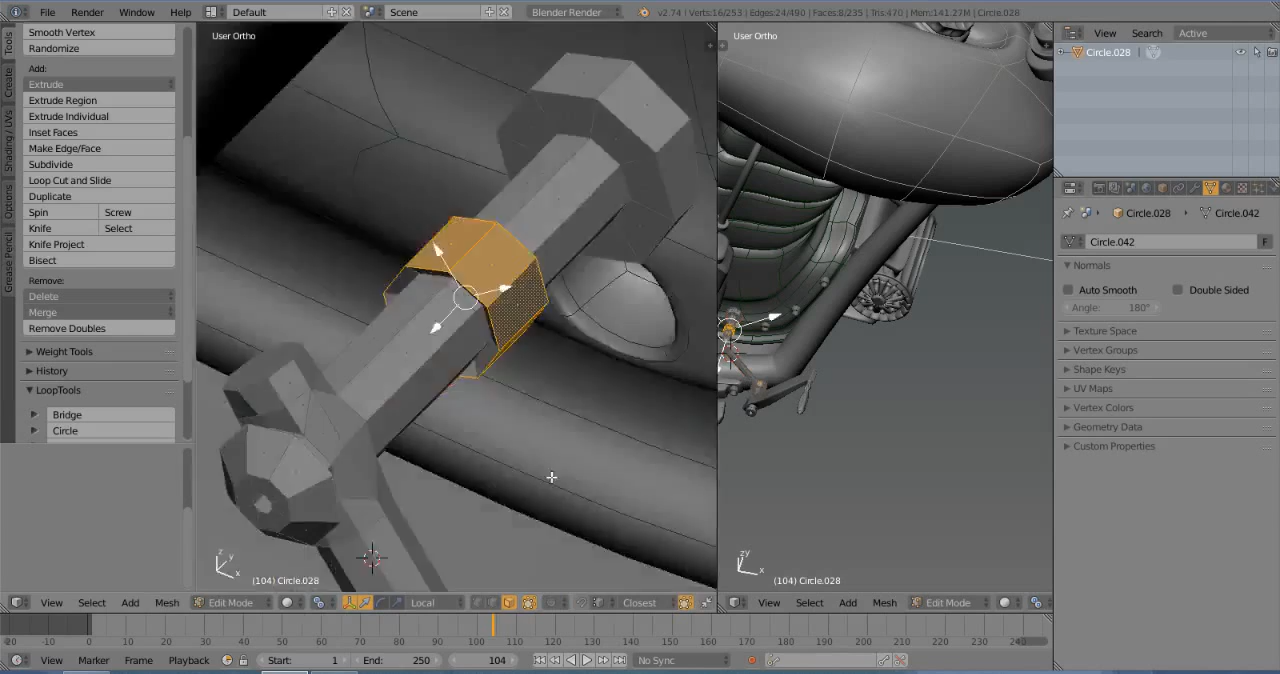 File Render Window Help Default Scene Blender Render v2.74 | Verts:16/253 | Edges:24/490 | Faces:8/235 | Tris:470 | Mem:141.27M | Circle.028
Tools
Create
Shading / UVs
Options
Grease Pencil
Smooth Vertex
Randomize
Add:
Extrude
Extrude Region
Extrude Individual
Inset Faces
Make Edge/Face
Subdivide
Loop Cut and Slide
Duplicate
Spin Screw
Knife Select
Knife Project
Bisect
Remove:
Delete
Merge
Remove Doubles
Weight Tools
History
LoopTools
Bridge
Circle
User Ortho
z
y
x
(104) Circle.028
View Select Add Mesh Edit Mode Local Closest
User Ortho
zy
x
(104) Circle.028
View Select Add Mesh Edit Mode
View Search Active
Circle.028
Circle.028 Circle.042
Circle.042 F
Normals
Auto Smooth Double Sided
Angle: 180°
Texture Space
Vertex Groups
Shape Keys
UV Maps
Vertex Colors
Geometry Data
Custom Properties
-20 -10 0 10 20 30 40 50 60 70 80 90 100 110 120 130 140 150 160 170 180 190 200 210 220 230 240
View Marker Frame Playback Start: 1 End: 250 104 No Sync